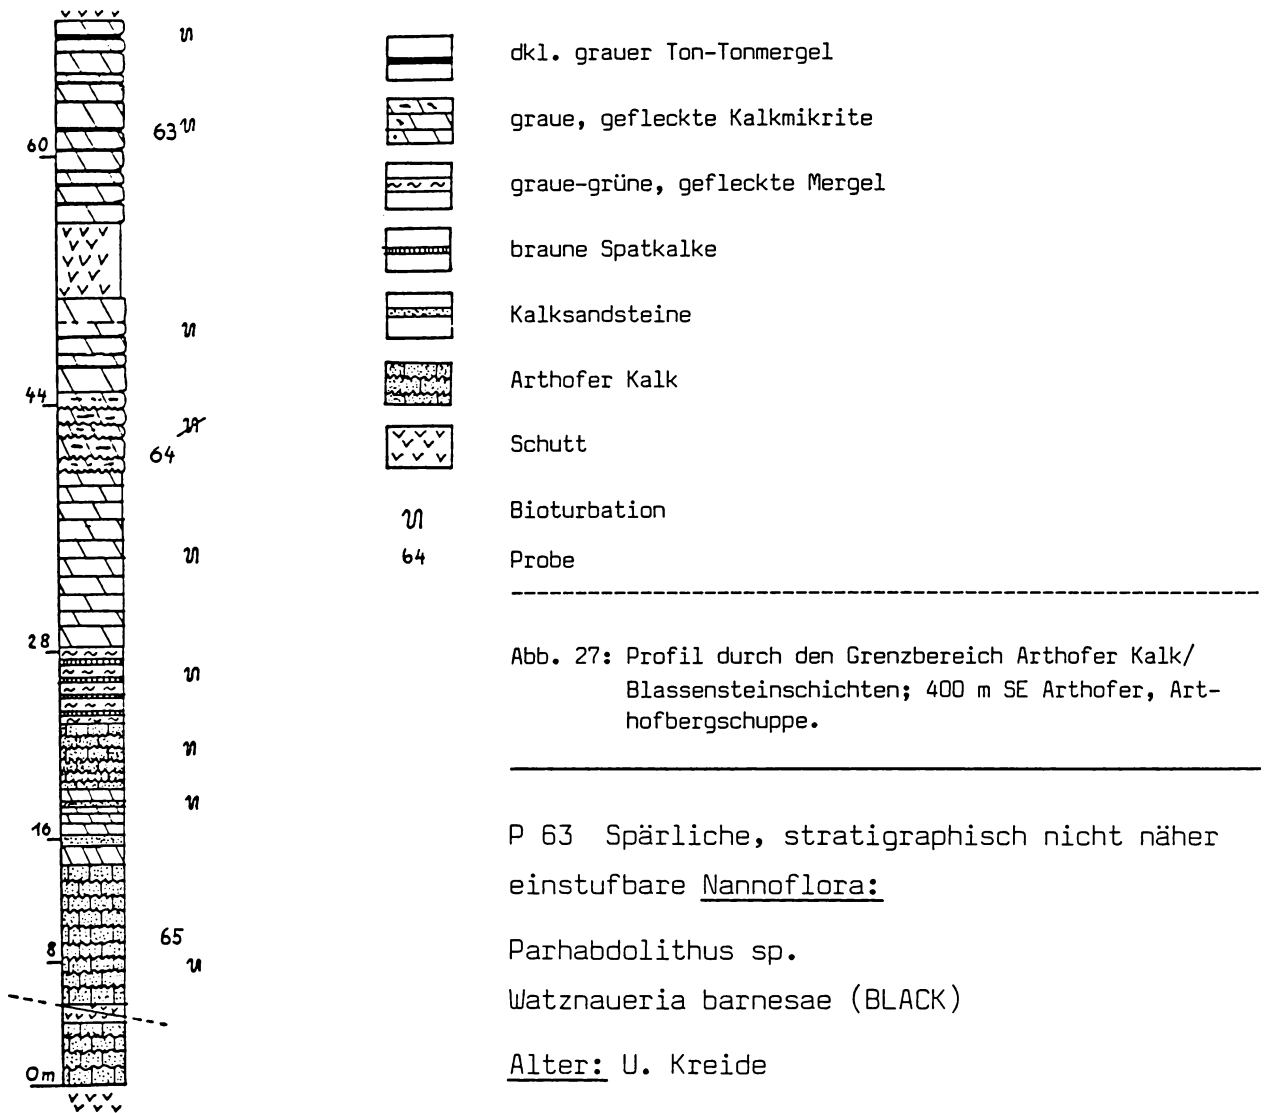 63
60
44
64
28
16
65
8
0m
dkl. grauer Ton-Tonmergel
graue, gefleckte Kalkmikrite
graue-grüne, gefleckte Mergel
braune Spatkalke
Kalksandsteine
Arthofer Kalk
Schutt
Bioturbation
64 Probe
Abb. 27: Profil durch den Grenzbereich Arthofer Kalk/
Blassensteinschichten; 400 m SE Arthofer, Art-
hofbergschuppe.
P 63 Spärliche, stratigraphisch nicht näher
einstufbare Nannoflora:
Parhabdolithus sp.
Watznaueria barnesae (BLACK)
Alter: U. Kreide